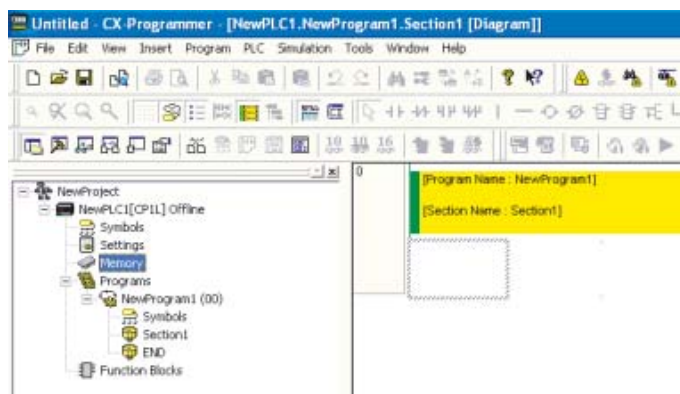 Untitled - CX-Programmer - [NewPLC1.NewProgram1.Section1 [Diagram]]
File Edit View Insert Program PLC Simulation Tools Window Help
0
[Program Name : NewProgram1]
[Section Name : Section1]
NewProject
NewPLC1[CP1L] Offline
Symbols
Settings
Memory
Programs
NewProgram1 (00)
Symbols
Section1
END
Function Blocks